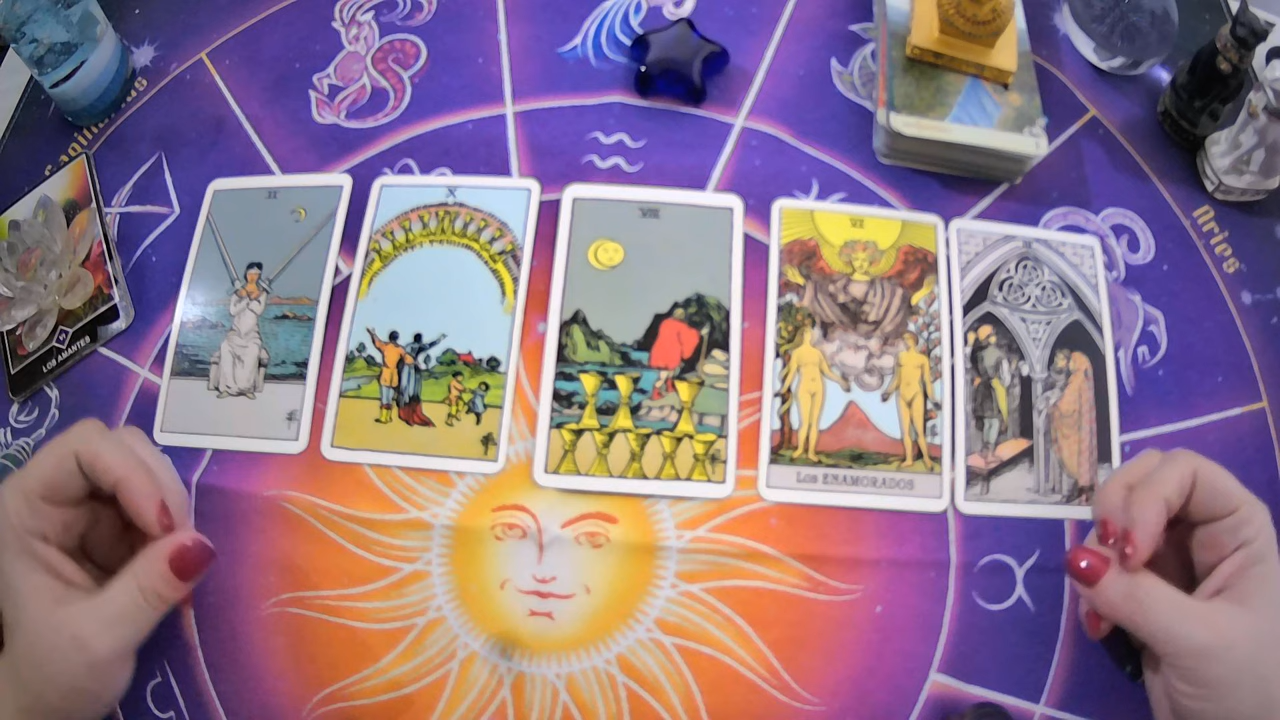 Sagittarius
II
X
VIII
VI
Aries
LOS AMANTES
Los ENAMORADOS